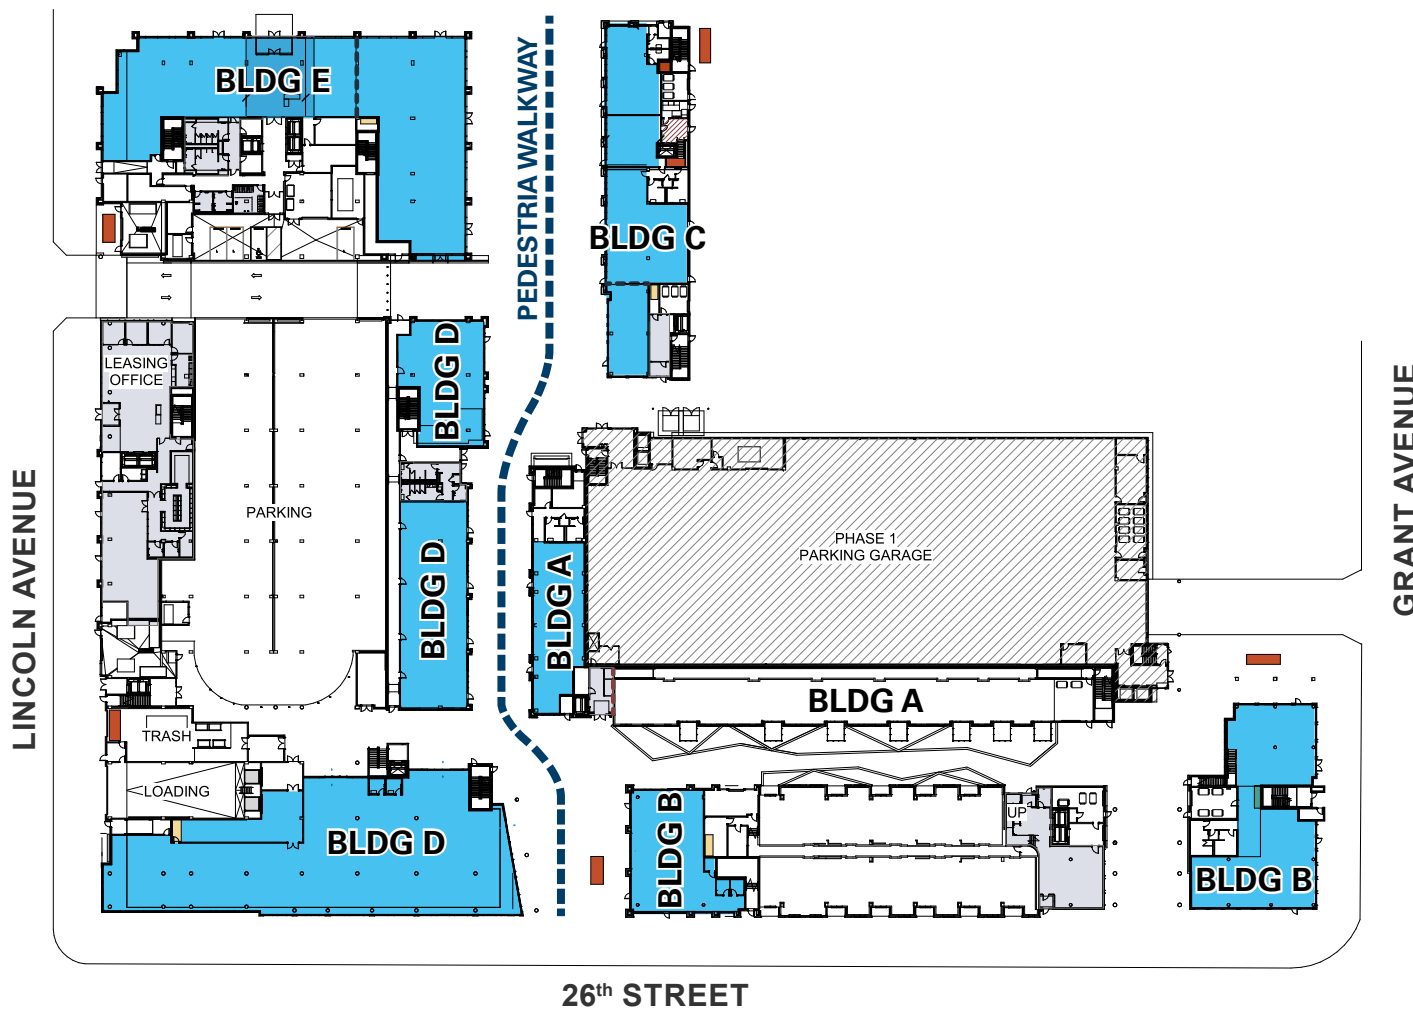 BLDG E
PEDESTRIA WALKWAY
BLDG C
LEASING
OFFICE
BLDG D
PARKING
BLDG D
BLDG A
PHASE 1
PARKING GARAGE
BLDG A
LINCOLN AVENUE
GRANT AVENUE
TRASH
LOADING
BLDG D
BLDG B
UP
BLDG B
26th STREET